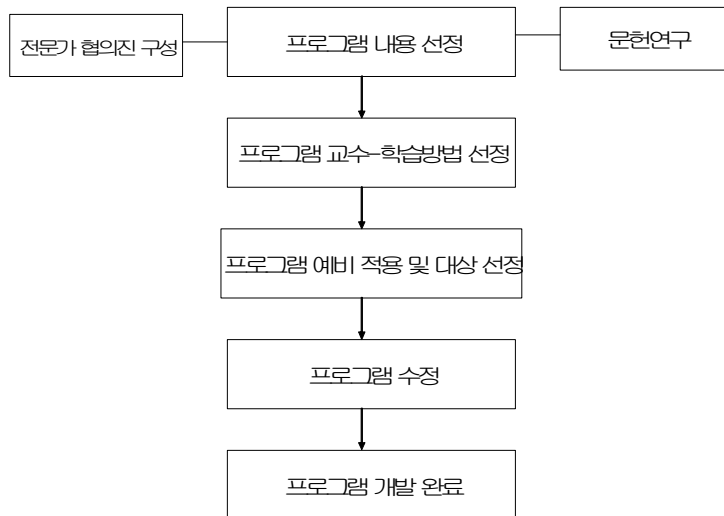 전문가 협의진 구성
프로그램 내용 선정
문헌연구
프로그램 교수-학습방법 선정
프로그램 예비 적용 및 대상 선정
프로그램 수정
프로그램 개발 완료